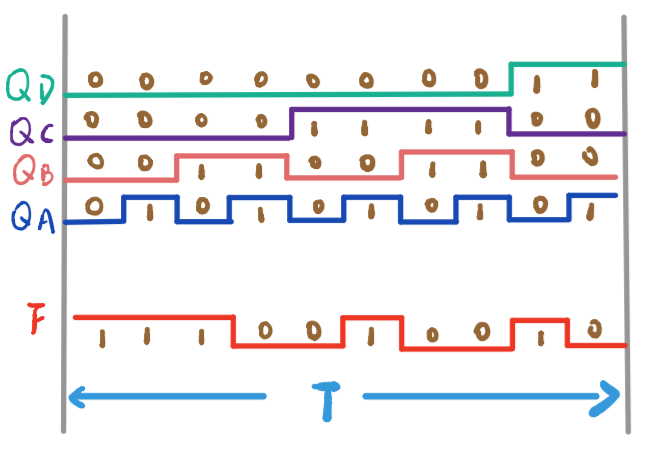 QD 0 0 0 0 0 0 0 0 1 1
QC 0 0 0 0 1 1 1 1 0 0
QB 0 0 1 1 0 0 1 1 0 0
QA 0 1 0 1 0 1 0 1 0 1
F 1 1 1 0 0 1 0 0 1 0
T